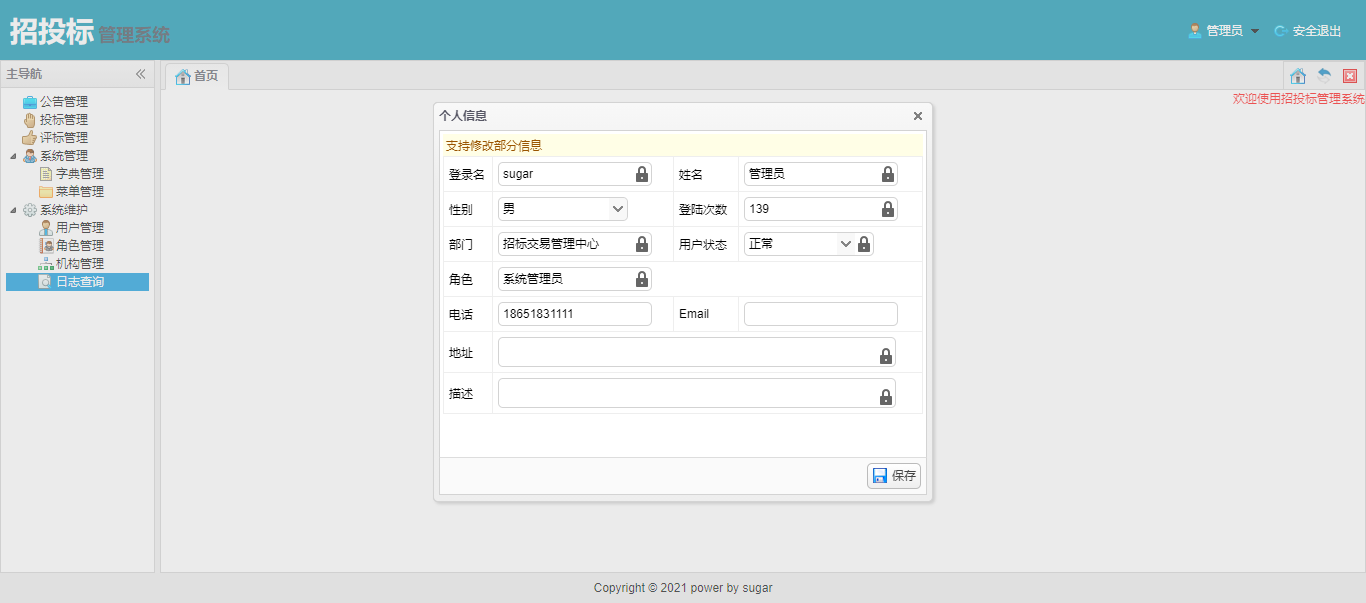 招投标 管理系统
管理员 安全退出
主导航
首页
公告管理
投标管理
评标管理
系统管理
字典管理
菜单管理
系统维护
用户管理
角色管理
机构管理
日志查询
欢迎使用招投标管理系统
个人信息
支持修改部分信息
登录名 sugar 姓名 管理员
性别 男 登陆次数 139
部门 招标交易管理中心 用户状态 正常
角色 系统管理员
电话 18651831111 Email
地址
描述
保存
Copyright © 2021 power by sugar